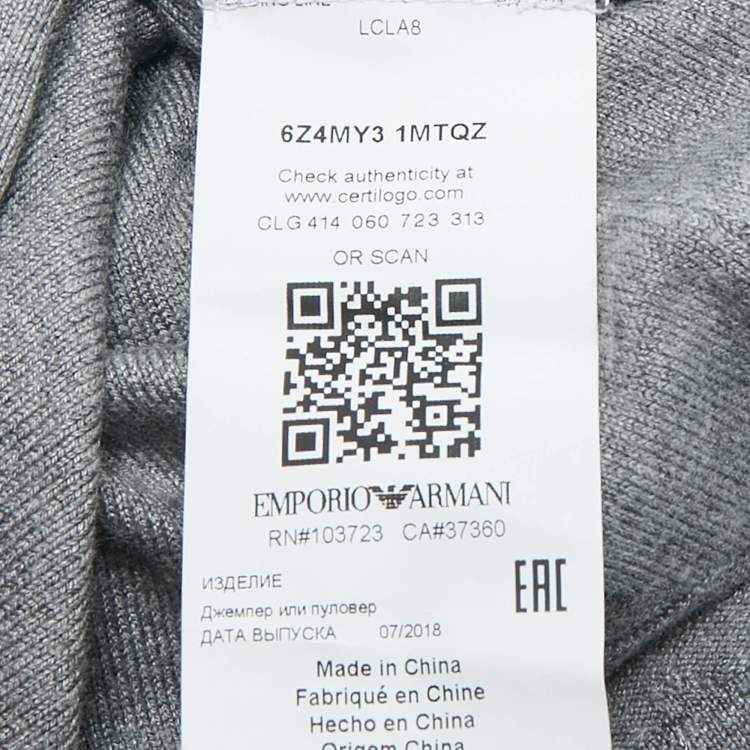 LCLA8
6Z4MY3 1MTQZ
Check authenticity at
www.certilogo.com
CLG 414 060 723 313
OR SCAN
EMPORIO ARMANI
RN#103723 CA#37360
ИЗДЕЛИЕ
EAC
Джемпер или пуловер
ДАТА ВЫПУСКА 07/2018
Made in China
Fabriqué en Chine
Hecho en China
Origem China